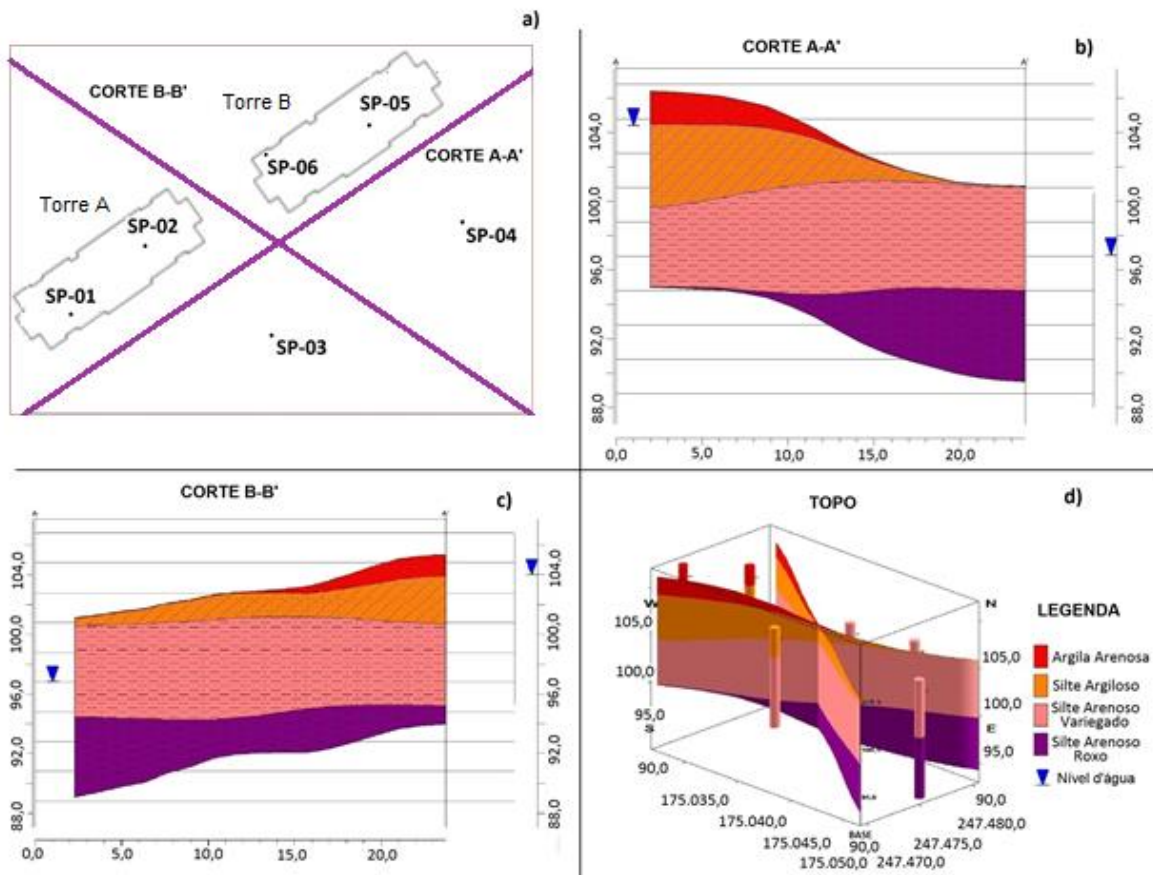 a)
CORTE B-B'
Torre B
SP-05
SP-06
CORTE A-A'
Torre A
SP-02
SP-04
SP-01
SP-03
CORTE A-A'
b)
A
A'
104,0
100,0
96,0
92,0
88,0
104,0
100,0
96,0
92,0
88,0
0,0 5,0 10,0 15,0 20,0
CORTE B-B'
c)
A
A'
104,0
100,0
96,0
92,0
88,0
104,0
100,0
96,0
92,0
88,0
0,0 5,0 10,0 15,0 20,0
TOPO
d)
W
N
105,0
100,0
95,0
S
90,0
105,0
100,0
E
95,0
90,0
175.035,0
175.040,0
175.045,0
175.050,0
BASE
90,0
247.480,0
247.475,0
247.470,0
LEGENDA
Argila Arenosa
Silte Argiloso
Silte Arenoso
Variegado
Silte Arenoso
Roxo
Nível d'água